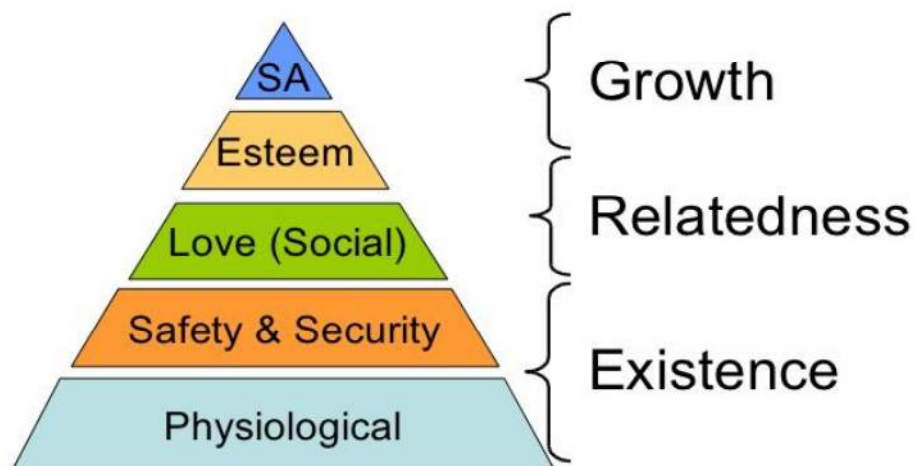 SA
Esteem
Love (Social)
Safety & Security
Physiological
Growth
Relatedness
Existence